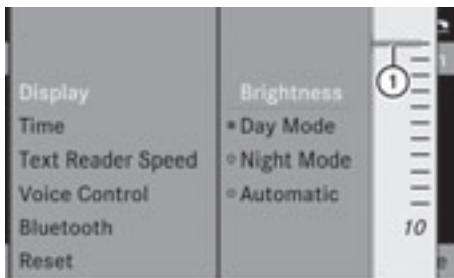 Display
Brightness
1
Time
Day Mode
Text Reader Speed
Night Mode
Voice Control
Automatic
Bluetooth
10
Reset